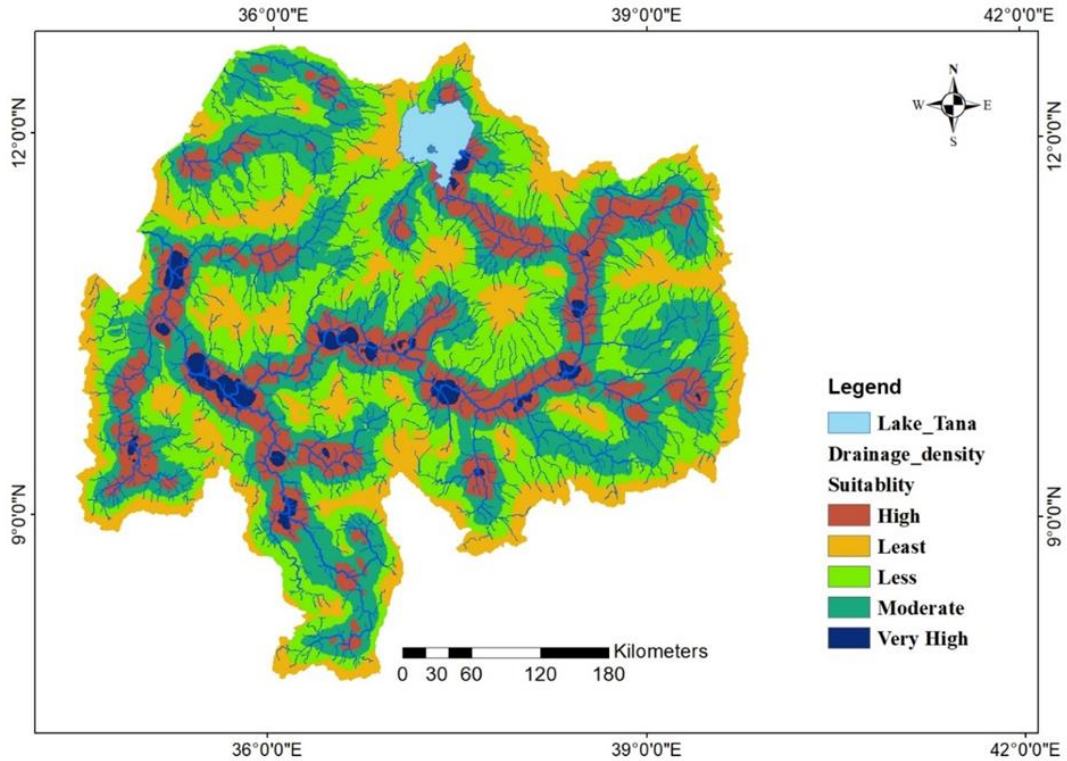 36°0'0"E 39°0'0"E 42°0'0"E
12°0'0"N 12°0'0"N
N
W E
S
Legend
Lake_Tana
Drainage_density
Suitablity
High
Least
Less
Moderate
Very High
9°0'0"N 9°0'0"N
Kilometers
0 30 60 120 180
36°0'0"E 39°0'0"E 42°0'0"E